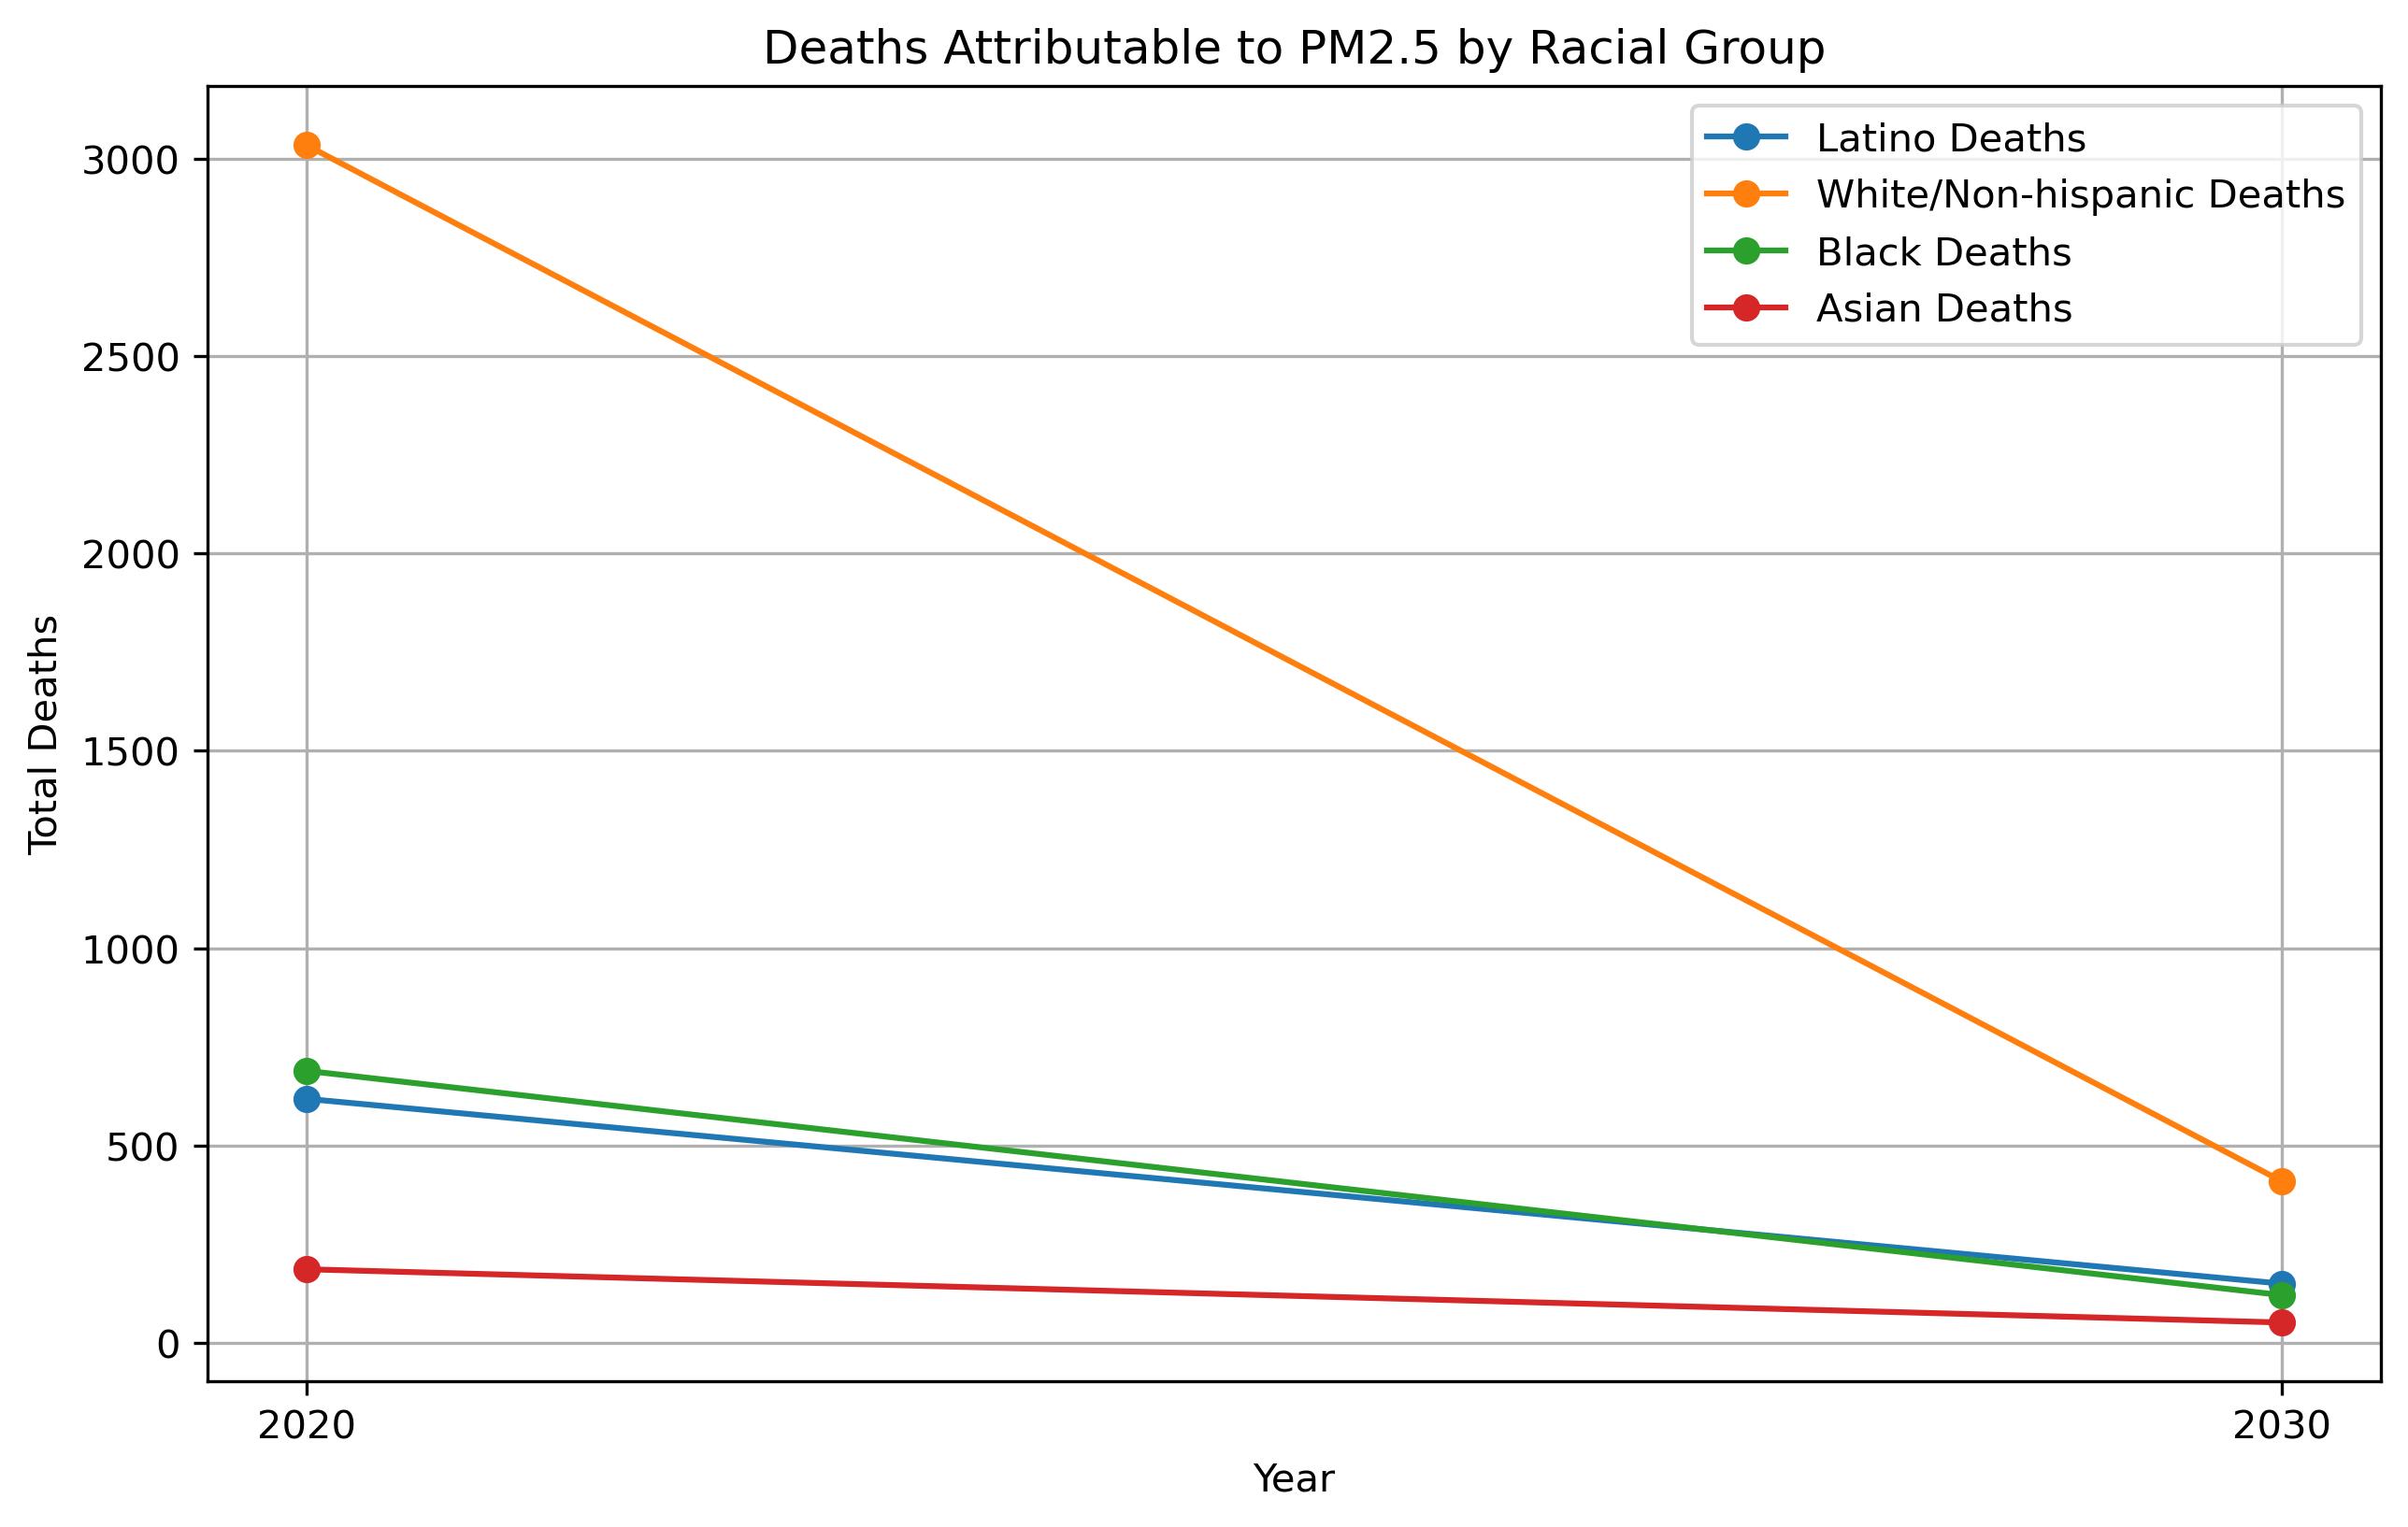 Deaths Attributable to PM2.5 by Racial Group
Latino Deaths
White/Non-hispanic Deaths
Black Deaths
Asian Deaths
Total Deaths
3000
2500
2000
1500
1000
500
0
2020
2030
Year